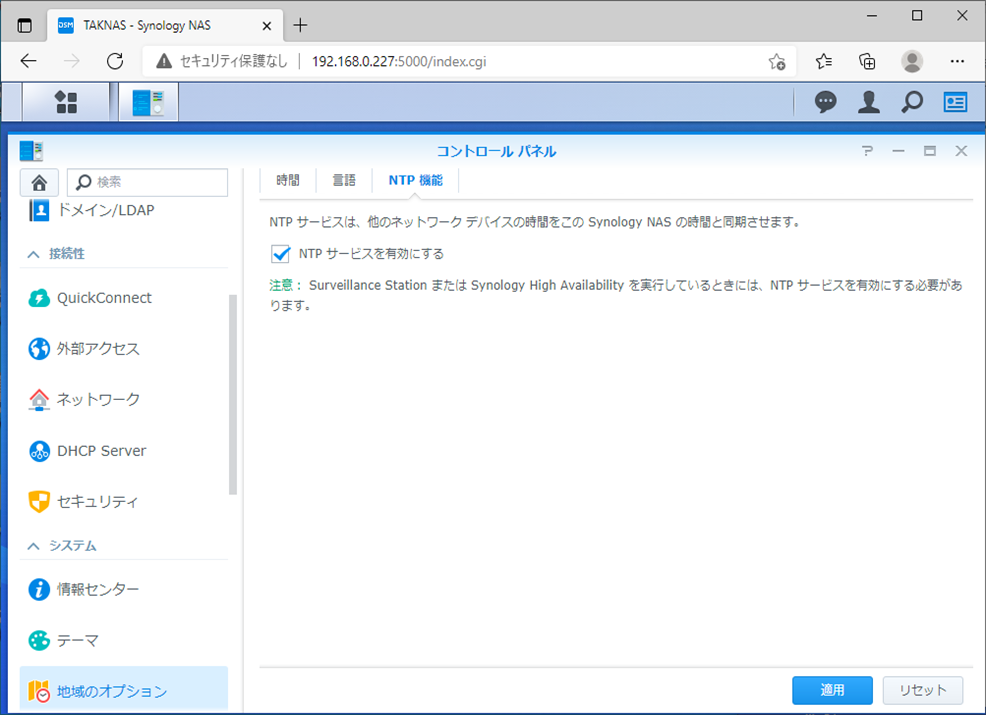 DSM TAKNAS - Synology NAS
セキュリティ保護なし 192.168.0.227:5000/index.cgi
コントロール パネル
検索
ドメイン/LDAP
接続性
QuickConnect
外部アクセス
ネットワーク
DHCP Server
セキュリティ
システム
情報センター
テーマ
地域のオプション
時間 言語 NTP 機能
NTP サービスは、他のネットワーク デバイスの時間をこの Synology NAS の時間と同期させます。
NTP サービスを有効にする
注意： Surveillance Station または Synology High Availability を実行しているときには、NTP サービスを有効にする必要があ
ります。
適用 リセット